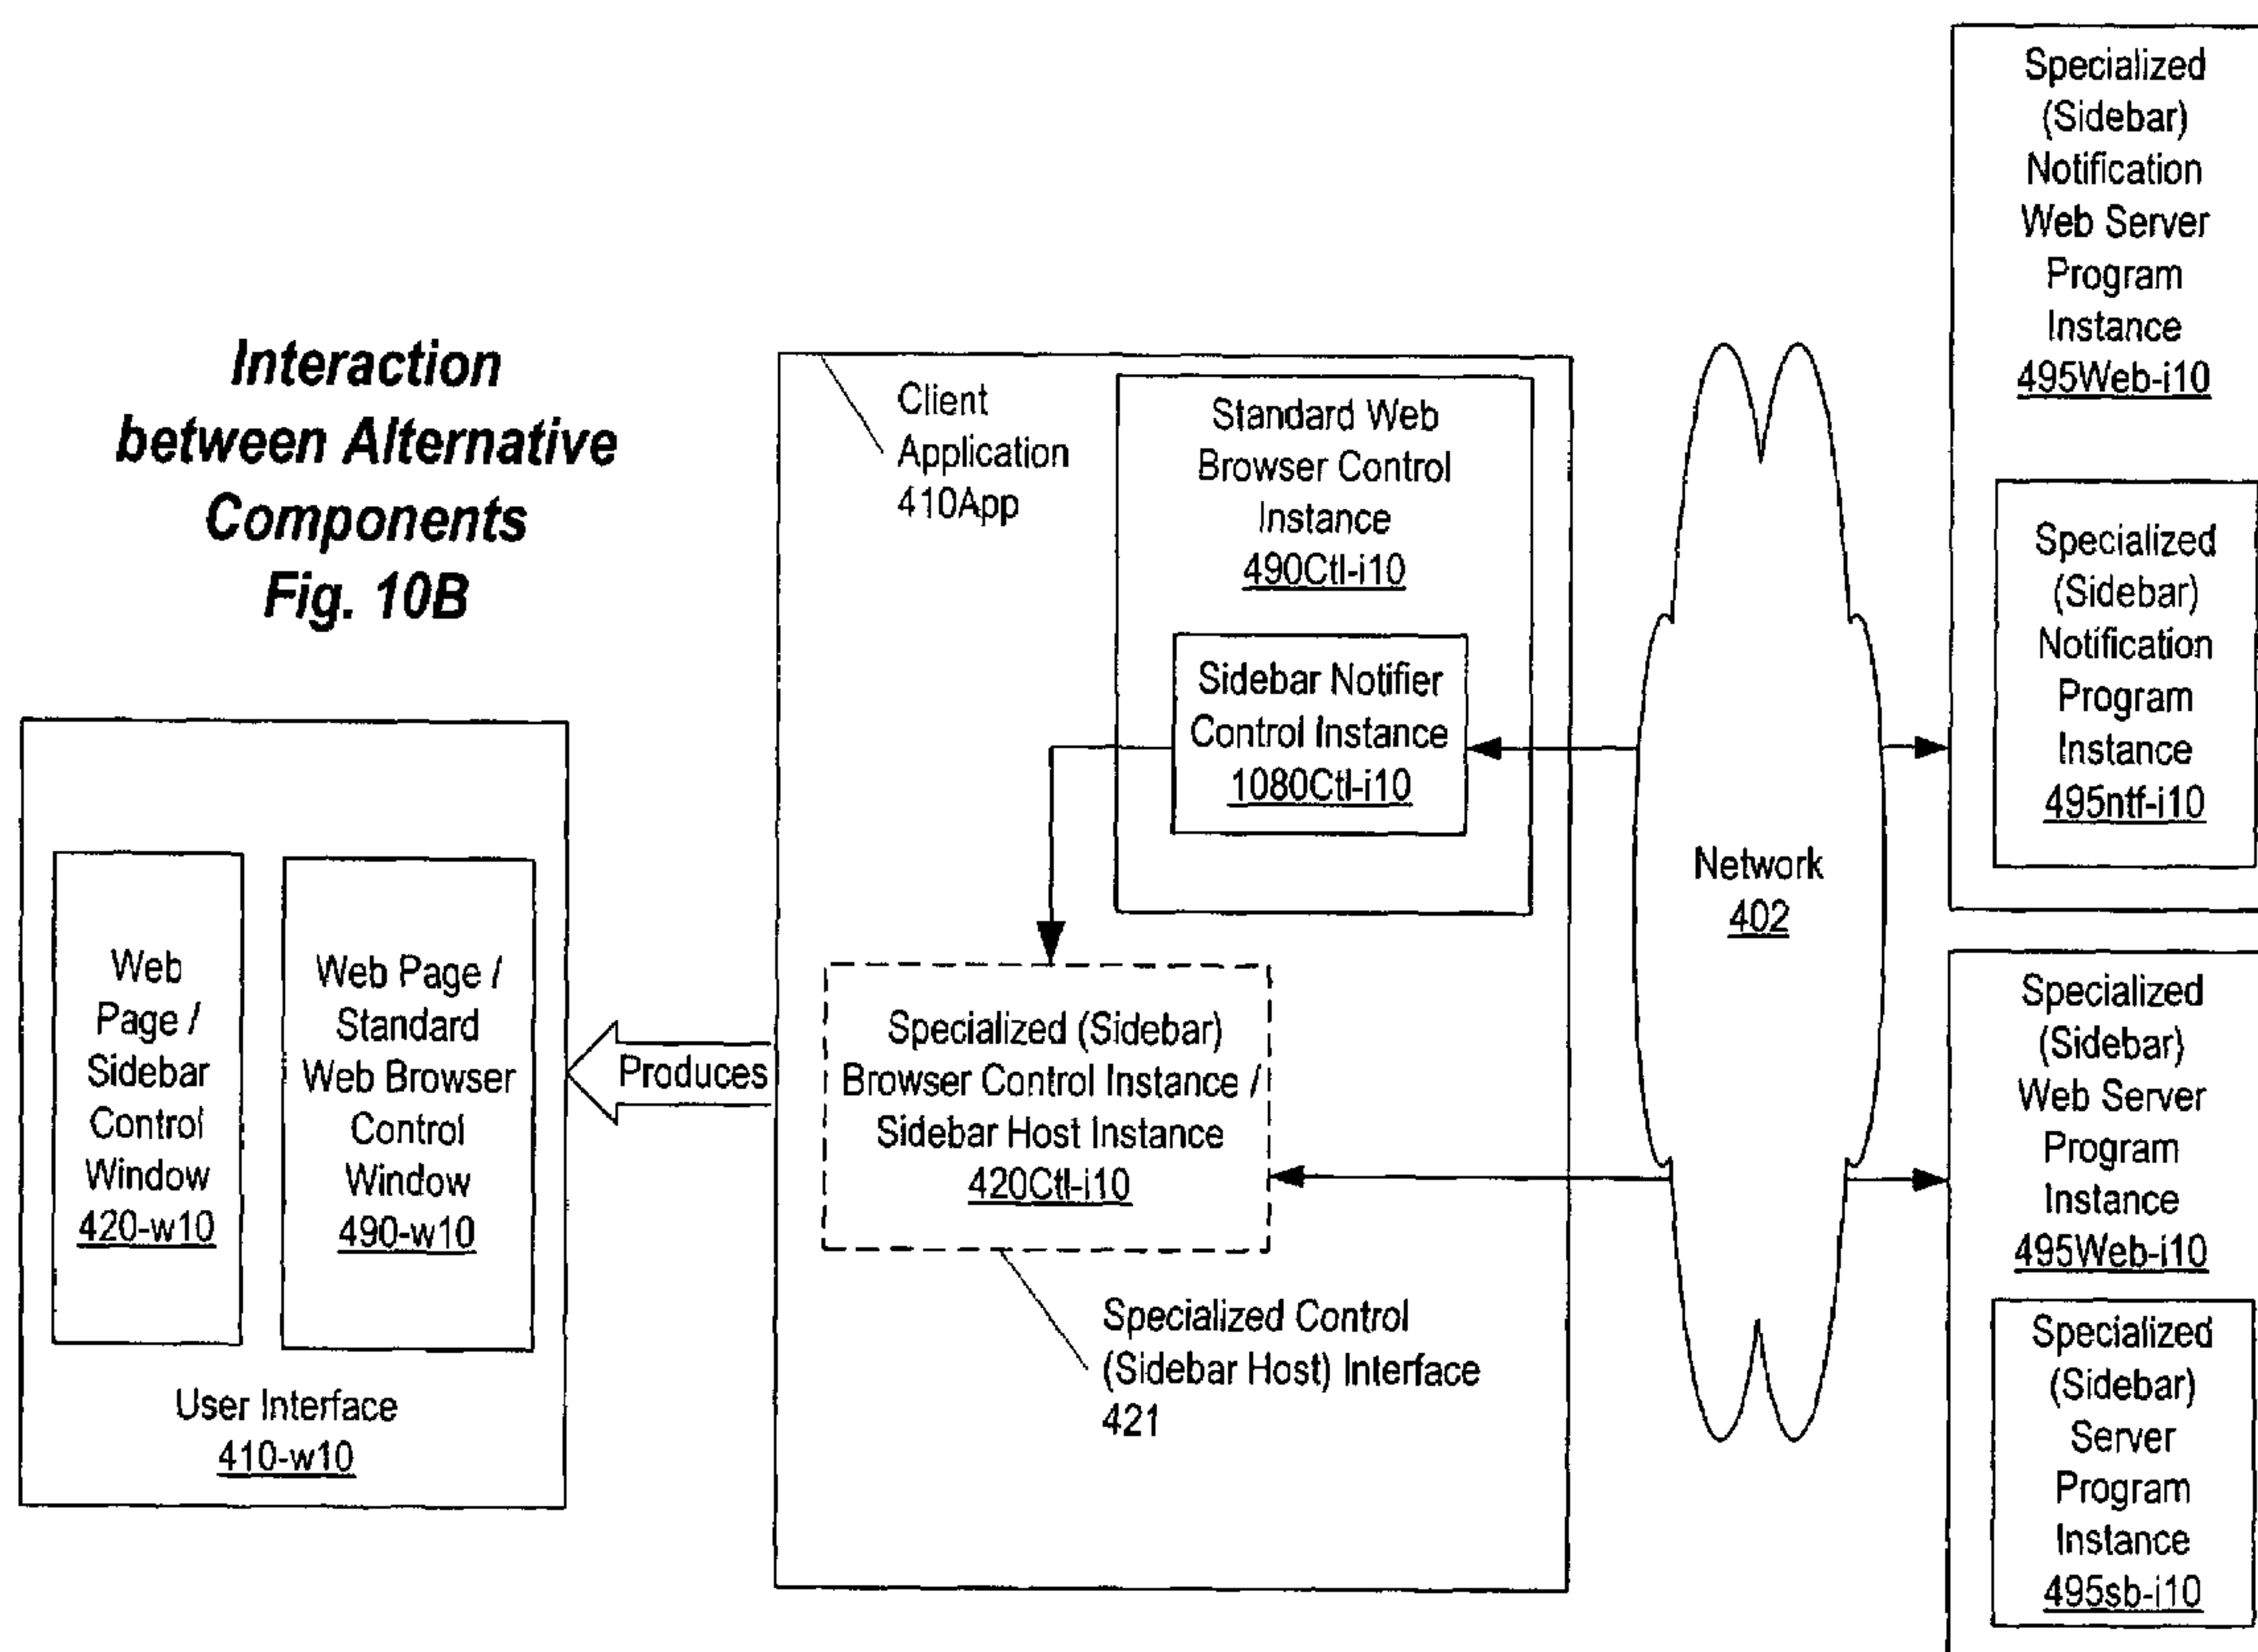 Interaction
between Alternative
Components
Fig. 10B
Web
Page /
Sidebar
Control
Window
420-w10
Web Page /
Standard
Web Browser
Control
Window
490-w10
User Interface
410-w10
Produces
Client
Application
410App
Standard Web
Browser Control
Instance
490Ctl-i10
Sidebar Notifier
Control Instance
1080Ctl-i10
Specialized (Sidebar)
Browser Control Instance /
Sidebar Host Instance
420Ctl-i10
Specialized Control
(Sidebar Host) Interface
421
Network
402
Specialized
(Sidebar)
Notification
Web Server
Program
Instance
495Web-i10
Specialized
(Sidebar)
Notification
Program
Instance
495ntf-i10
Specialized
(Sidebar)
Web Server
Program
Instance
495Web-i10
Specialized
(Sidebar)
Server
Program
Instance
495sb-i10